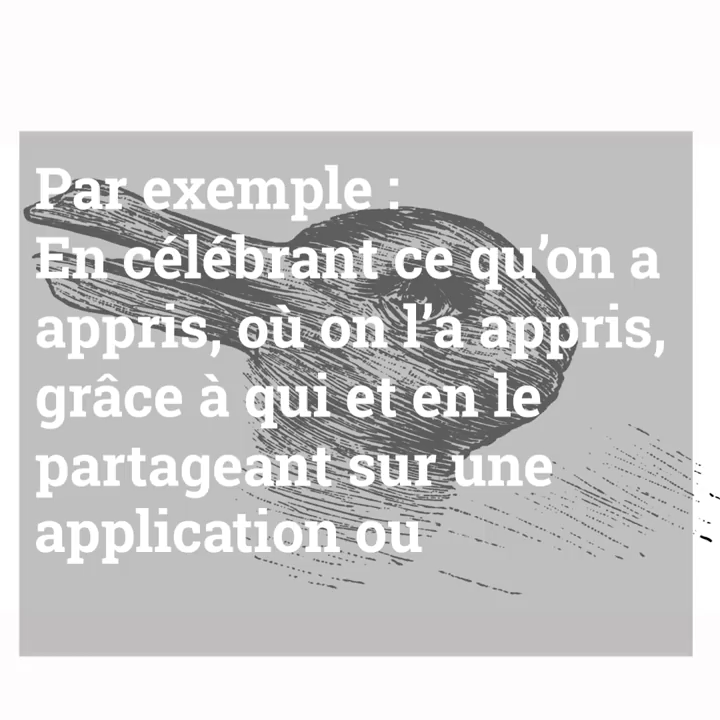 Par exemple :
En célébrant ce qu’on a
appris, où on l’a appris,
grâce à qui et en le
partageant sur une
application ou